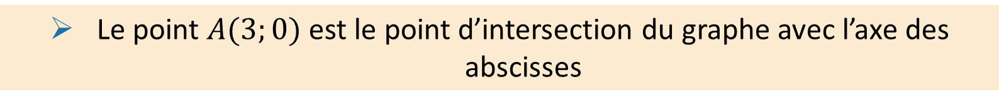 Le point A(3; 0) est le point d’intersection du graphe avec l’axe des
abscisses